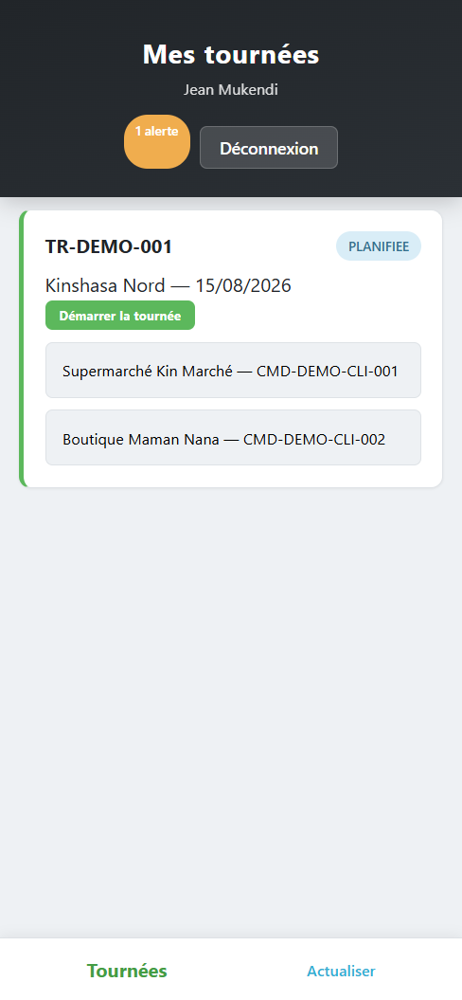 Mes tournées
Jean Mukendi
1 alerte
Déconnexion
TR-DEMO-001
PLANIFIEE
Kinshasa Nord — 15/08/2026
Démarrer la tournée
Supermarché Kin Marché — CMD-DEMO-CLI-001
Boutique Maman Nana — CMD-DEMO-CLI-002
Tournées
Actualiser